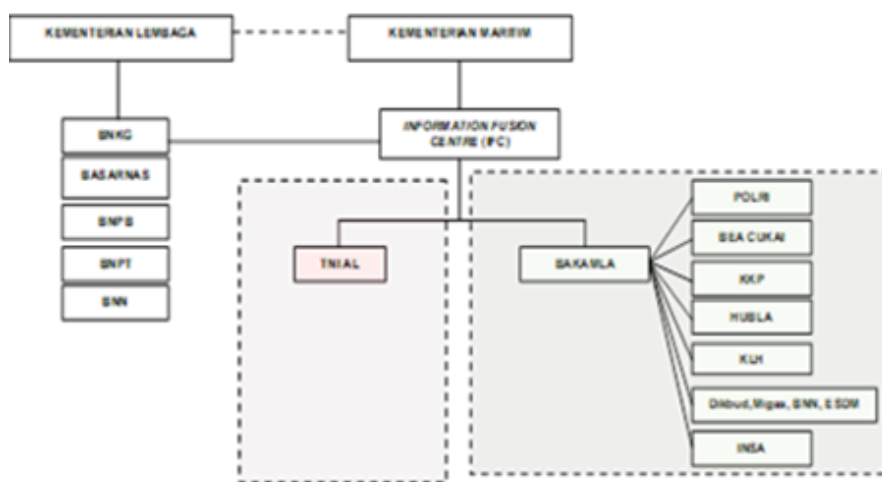 KEMENTERIAN LEMBAGA
KEMENTERIAN MARITIM
BNKG
INFORMATION FUSION
CENTRE (IFC)
BASARNAS
BNPB
BNPT
BNN
TNI AL
BAKAMLA
POLRI
BEA CUKAI
KKP
HUBLA
KLH
Dikbud, Migas, BNN, ESDM
INSA